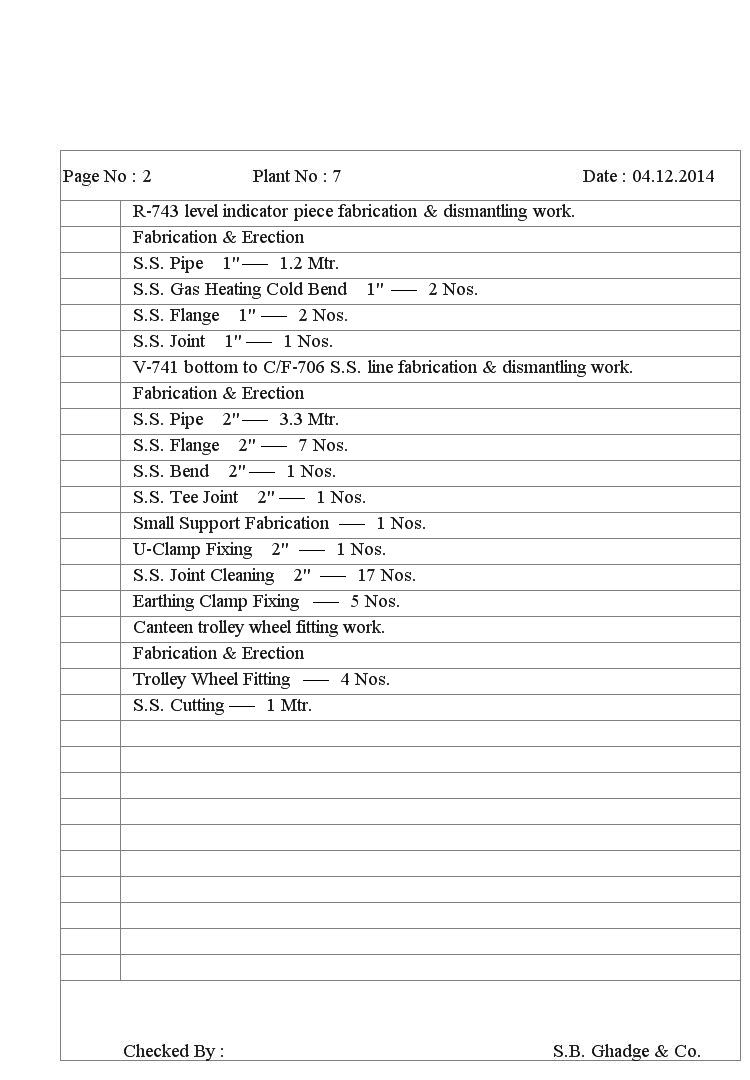 Page No : 2 Plant No : 7 Date : 04.12.2014
R-743 level indicator piece fabrication & dismantling work.
Fabrication & Erection
S.S. Pipe 1" — 1.2 Mtr.
S.S. Gas Heating Cold Bend 1" — 2 Nos.
S.S. Flange 1" — 2 Nos.
S.S. Joint 1" — 1 Nos.
V-741 bottom to C/F-706 S.S. line fabrication & dismantling work.
Fabrication & Erection
S.S. Pipe 2" — 3.3 Mtr.
S.S. Flange 2" — 7 Nos.
S.S. Bend 2" — 1 Nos.
S.S. Tee Joint 2" — 1 Nos.
Small Support Fabrication — 1 Nos.
U-Clamp Fixing 2" — 1 Nos.
S.S. Joint Cleaning 2" — 17 Nos.
Earthing Clamp Fixing — 5 Nos.
Canteen trolley wheel fitting work.
Fabrication & Erection
Trolley Wheel Fitting — 4 Nos.
S.S. Cutting — 1 Mtr.
Checked By : S.B. Ghadge & Co.